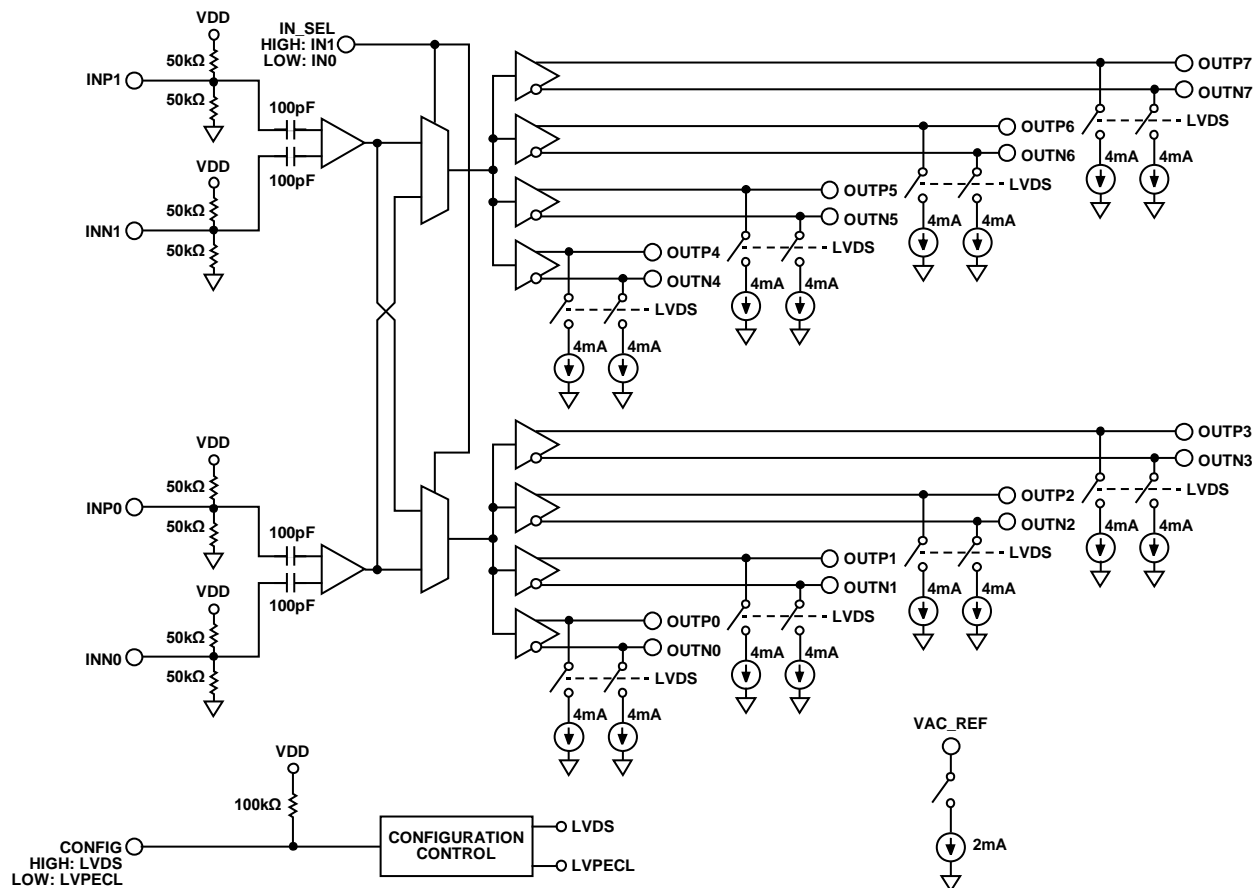 VDD
IN_SEL
HIGH: IN1
LOW: IN0
50kΩ
INP1
50kΩ
100pF
VDD
100pF
50kΩ
INN1
50kΩ
OUTP7
OUTN7
LVDS
4mA
4mA
OUTP6
OUTN6
LVDS
4mA
4mA
OUTP5
OUTN5
LVDS
4mA
4mA
OUTP4
OUTN4
LVDS
4mA
4mA
VDD
50kΩ
INP0
50kΩ
100pF
VDD
100pF
50kΩ
INN0
50kΩ
OUTP3
OUTN3
LVDS
4mA
4mA
OUTP2
OUTN2
LVDS
4mA
4mA
OUTP1
OUTN1
LVDS
4mA
4mA
OUTP0
OUTN0
LVDS
4mA
4mA
VDD
100kΩ
CONFIG
HIGH: LVDS
LOW: LVPECL
CONFIGURATION
CONTROL
LVDS
LVPECL
VAC_REF
2mA